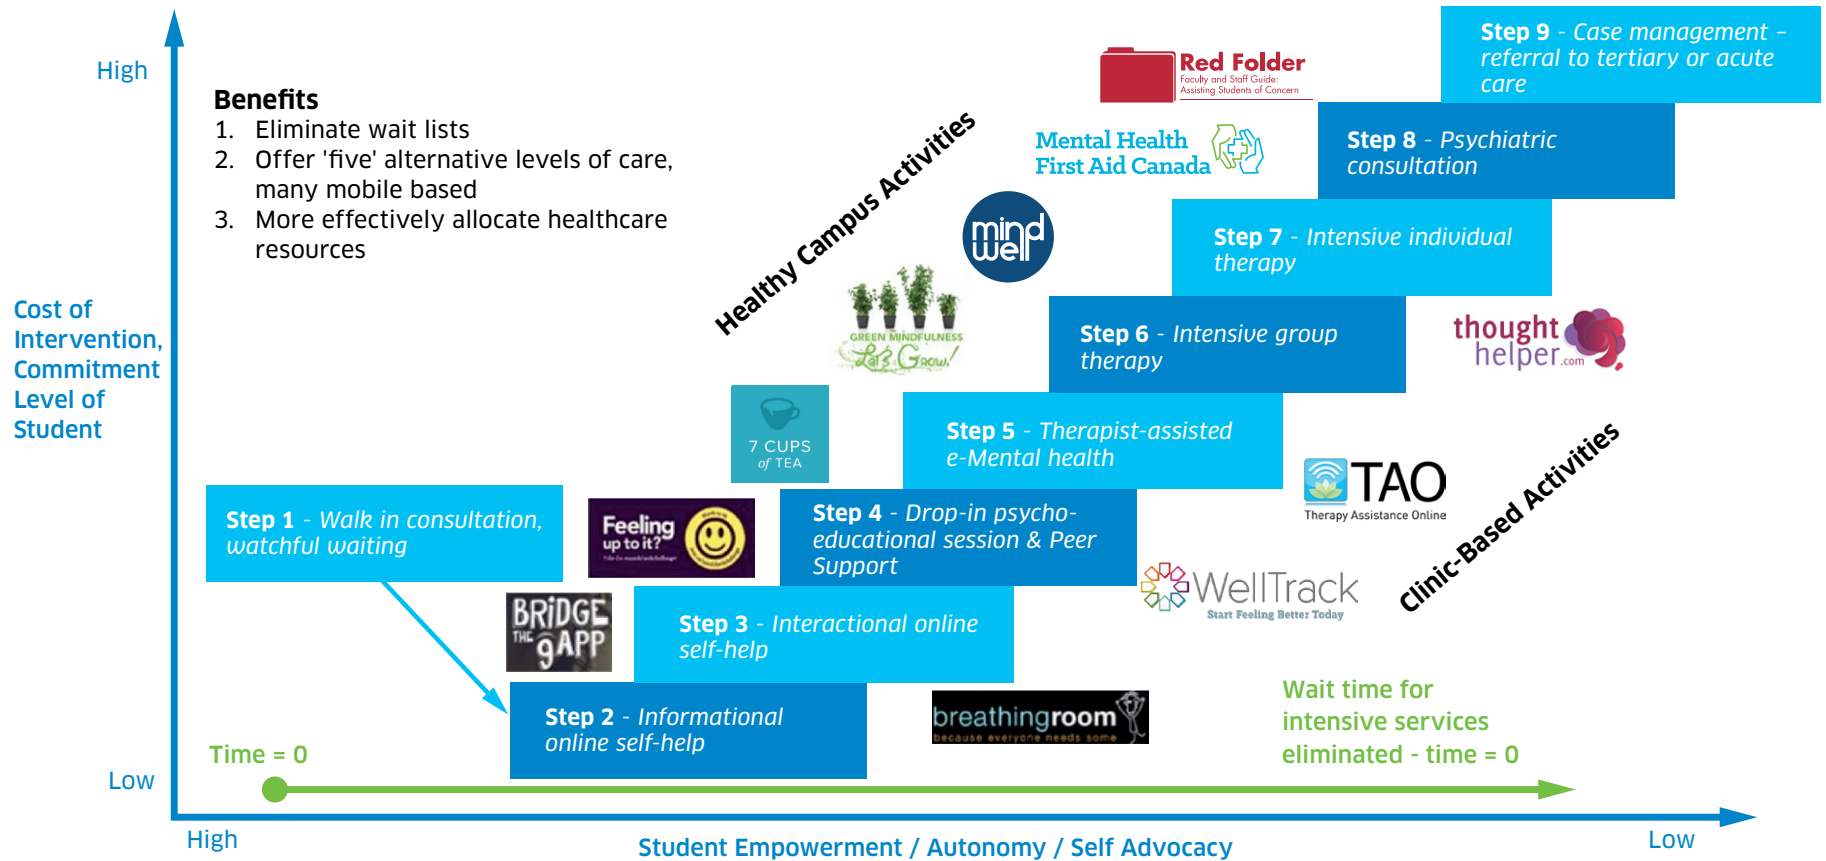 High
Benefits
1. Eliminate wait lists
2. Offer 'five' alternative levels of care,
many mobile based
3. More effectively allocate healthcare
resources
Cost of
Intervention,
Commitment
Level of
Student
Low
Healthy Campus Activities
Red Folder
Faculty and Staff Guide:
Assisting Students of Concern
Mental Health
First Aid Canada
mind
well
GREEN MINDFULNESS
Let's Grow!
7 CUPS
of TEA
Feeling
up to it?
BRiDGE
THE gAPP
Step 9 - Case management –
referral to tertiary or acute
care
Step 8 - Psychiatric
consultation
Step 7 - Intensive individual
therapy
Step 6 - Intensive group
therapy
Step 5 - Therapist-assisted
e-Mental health
Step 4 - Drop-in psycho-
educational session & Peer
Support
Step 3 - Interactional online
self-help
Step 2 - Informational
online self-help
Step 1 - Walk in consultation,
watchful waiting
thought
helper.com
TAO
Therapy Assistance Online
WellTrack
Start Feeling Better Today
breathingroom
because everyone needs some
Clinic-Based Activities
Time = 0
Wait time for
intensive services
eliminated - time = 0
High
Student Empowerment / Autonomy / Self Advocacy
Low